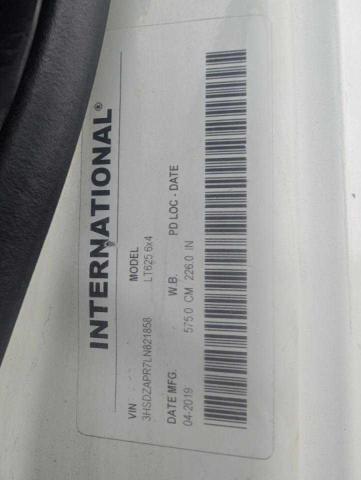 INTERNATIONAL®
VIN MODEL
3HSDZAPR7LN821858 LT625 6x4
DATE MFG. W.B. PD LOC - DATE
04-2019 575.0 CM 226.0 IN